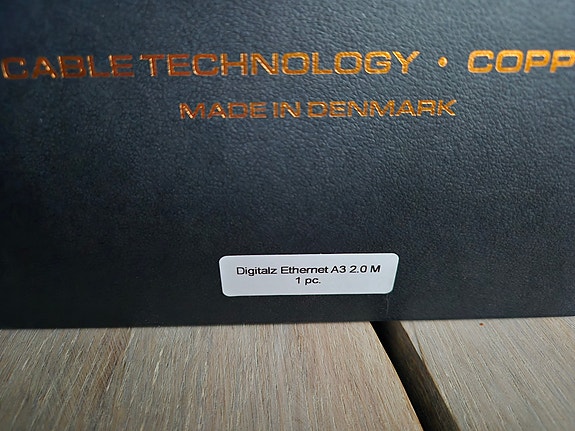 CABLE TECHNOLOGY • COPP
MADE IN DENMARK
Digitalz Ethernet A3 2.0 M
1 pc.